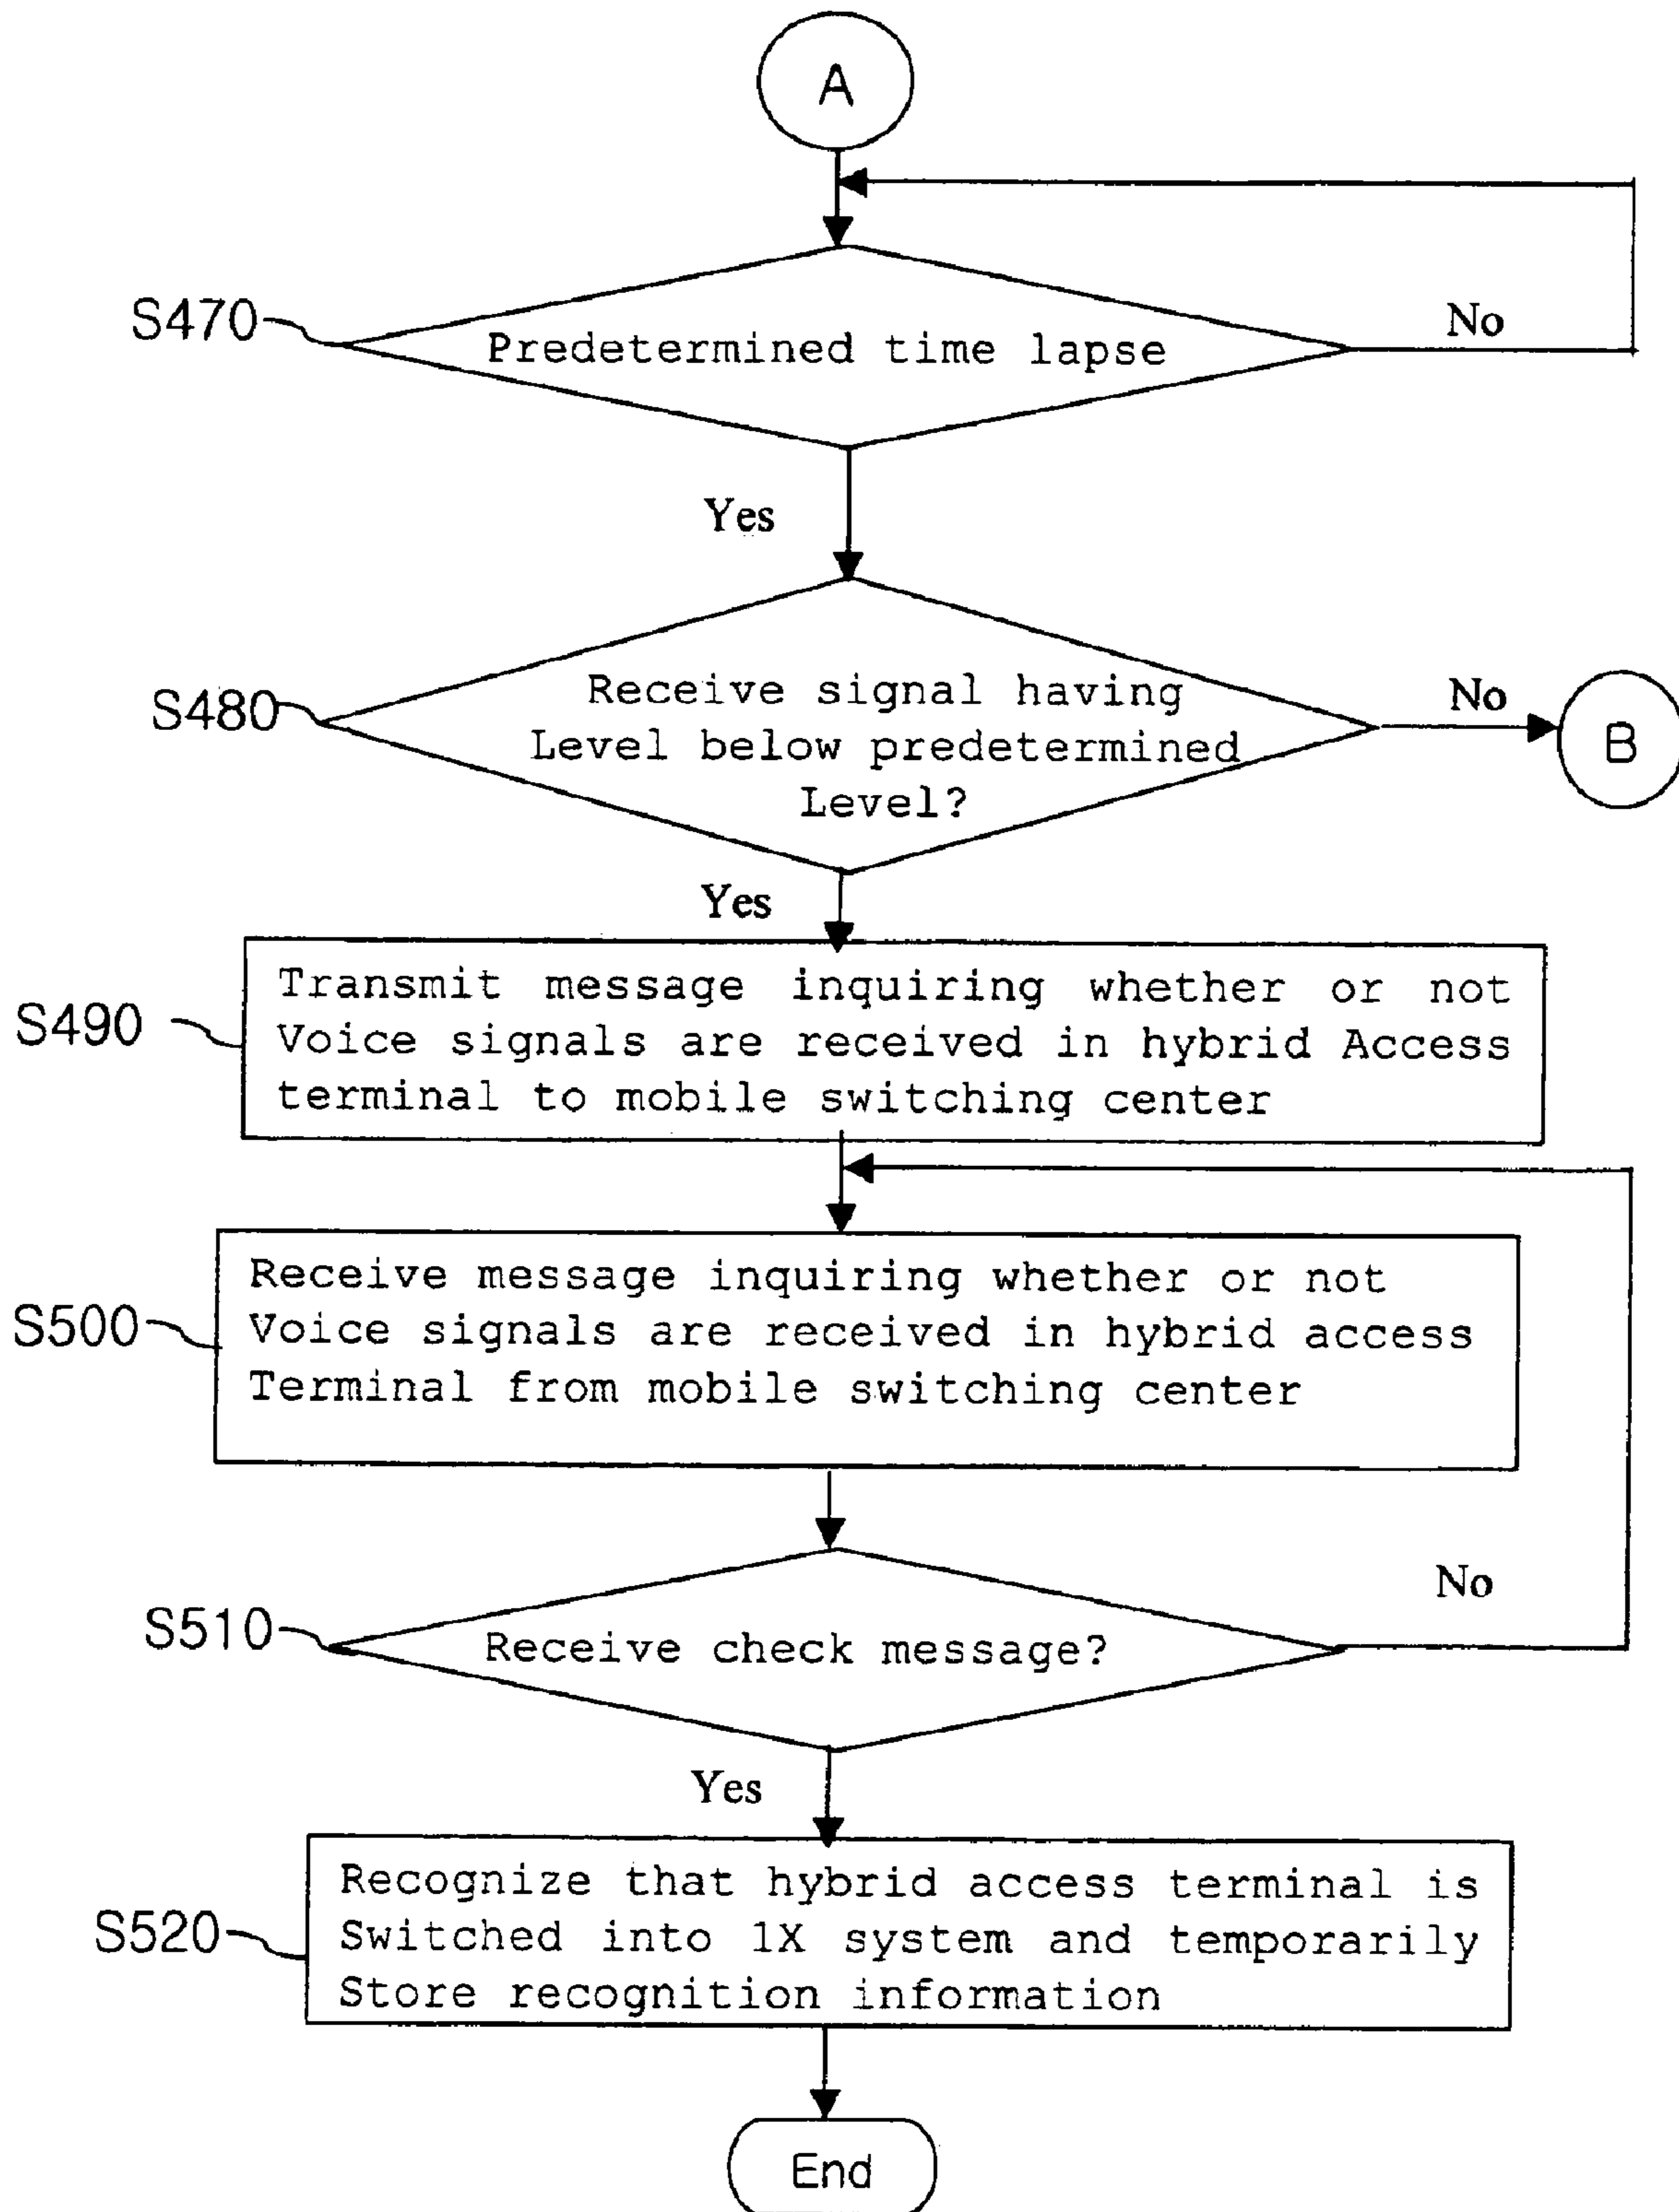 A
S470
Predetermined time lapse
No
Yes
S480
Receive signal having
Level below predetermined
Level?
No
B
Yes
S490
Transmit message inquiring whether or not
Voice signals are received in hybrid Access
terminal to mobile switching center
S500
Receive message inquiring whether or not
Voice signals are received in hybrid access
Terminal from mobile switching center
S510
Receive check message?
No
Yes
S520
Recognize that hybrid access terminal is
Switched into 1X system and temporarily
Store recognition information
End